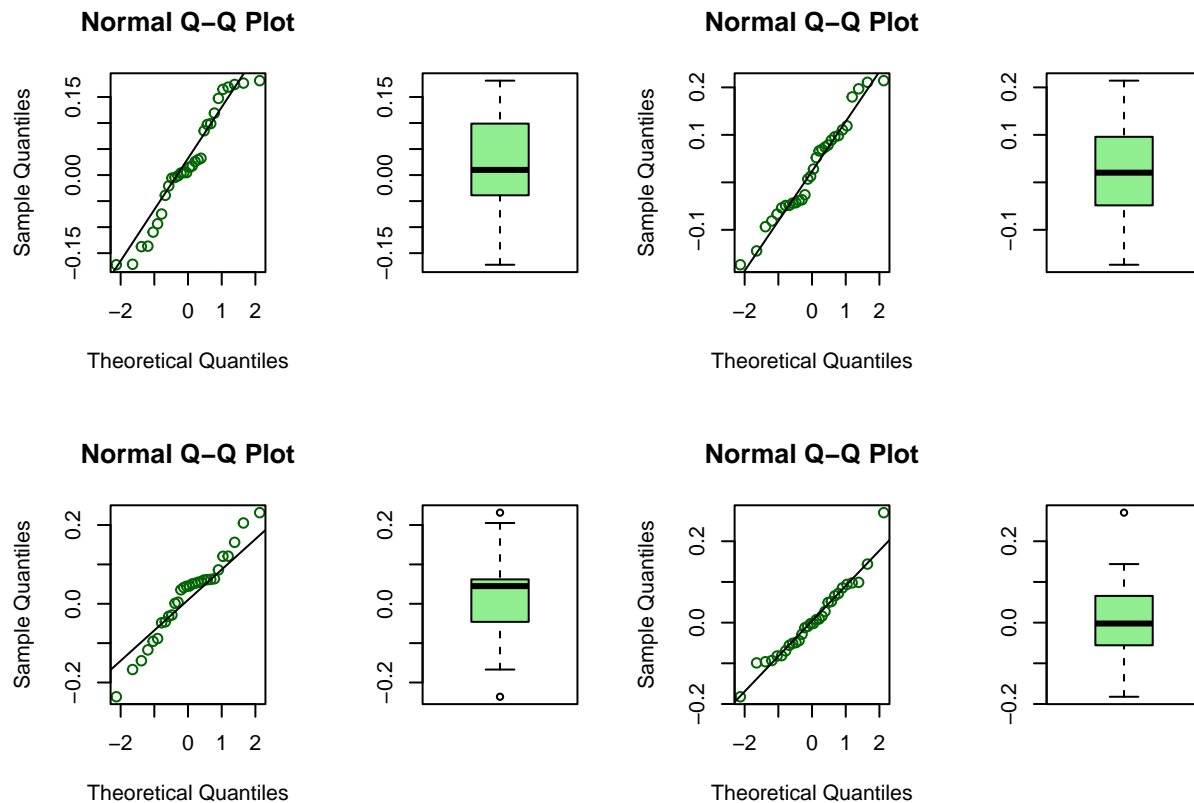 Normal Q−Q Plot
Sample Quantiles
−0.15 0.00 0.15
−2 0 1 2
Theoretical Quantiles
−0.15 0.00 0.15
Normal Q−Q Plot
Sample Quantiles
−0.1 0.1 0.2
−2 0 1 2
Theoretical Quantiles
−0.1 0.1 0.2
Normal Q−Q Plot
Sample Quantiles
−0.2 0.0 0.2
−2 0 1 2
Theoretical Quantiles
−0.2 0.0 0.2
Normal Q−Q Plot
Sample Quantiles
−0.2 0.0 0.2
−2 0 1 2
Theoretical Quantiles
−0.2 0.0 0.2